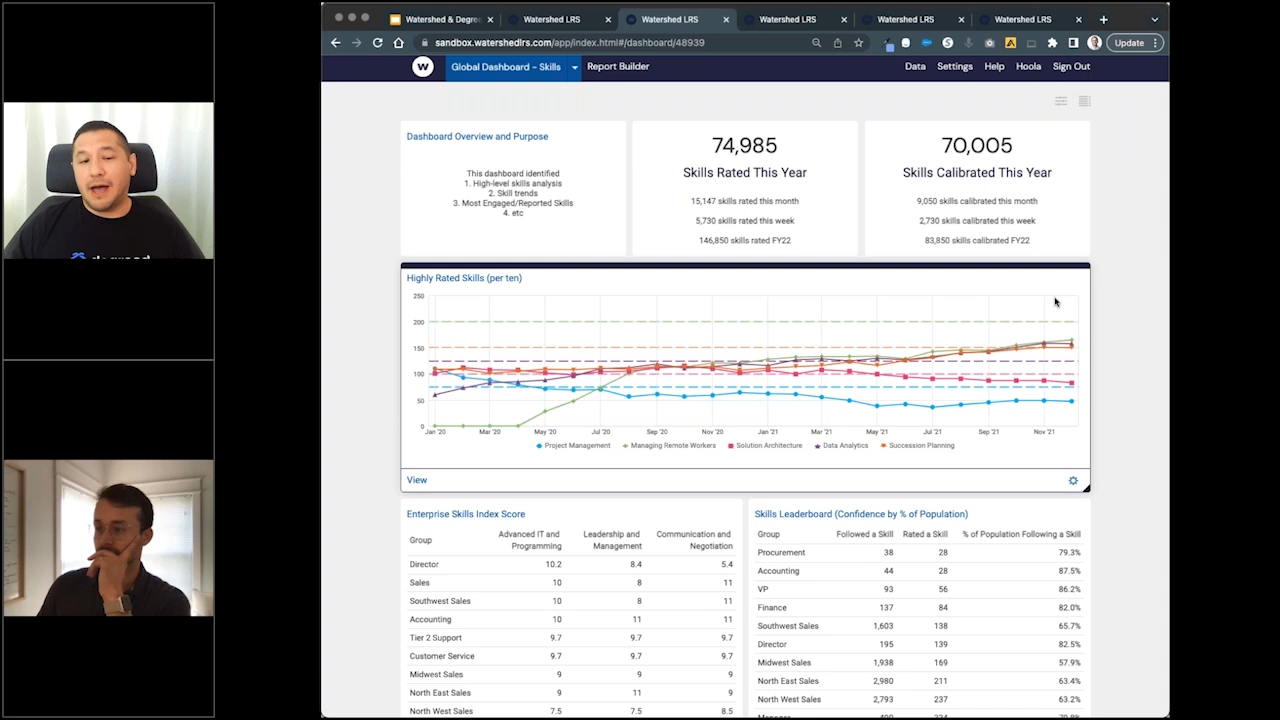 Watershed & Degre
Watershed LRS
Watershed LRS
Watershed LRS
Watershed LRS
Watershed LRS
sandbox.watershedlrs.com/app/index.html#/dashboard/48939
Update
W
Global Dashboard – Skills
Report Builder
Data
Settings
Help
Hoola
Sign Out
Dashboard Overview and Purpose
This dashboard identified
1. High-level skills analysis
2. Skill trends
3. Most Engaged/Reported Skills
4. etc
74,985
Skills Rated This Year
15,147 skills rated this month
5,730 skills rated this week
146,850 skills rated FY22
70,005
Skills Calibrated This Year
9,050 skills calibrated this month
2,730 skills calibrated this week
83,850 skills calibrated FY22
Highly Rated Skills (per ten)
250
200
150
100
50
0
Jan '20 Mar '20 May '20 Jul '20 Sep '20 Nov '20 Jan '21 Mar '21 May '21 Jul '21 Sep '21 Nov '21
Project Management Managing Remote Workers Solution Architecture Data Analytics Succession Planning
View
Enterprise Skills Index Score
Group Advanced IT and Programming Leadership and Management Communication and Negotiation
Director 10.2 8.4 5.4
Sales 10 8 11
Southwest Sales 10 8 11
Accounting 10 11 11
Tier 2 Support 9.7 9.7 9.7
Customer Service 9.7 9.7 9.7
Midwest Sales 9 9 9
North East Sales 9 11 9
North West Sales 7.5 7.5 8.5
Skills Leaderboard (Confidence by % of Population)
Group Followed a Skill Rated a Skill % of Population Following a Skill
Procurement 38 28 79.3%
Accounting 44 28 87.5%
VP 93 56 86.2%
Finance 137 84 82.0%
Southwest Sales 1,603 138 65.7%
Director 195 139 82.5%
Midwest Sales 1,938 169 57.9%
North East Sales 2,980 211 63.4%
North West Sales 2,793 237 63.2%